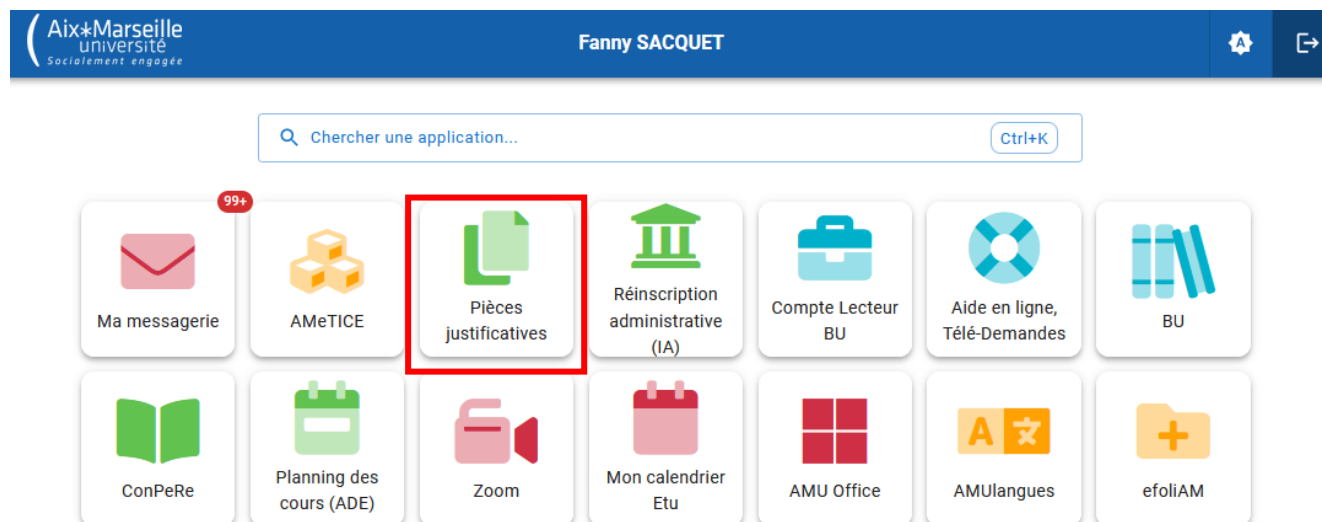 Aix*Marseille
université
Socialement engagée
Fanny SACQUET
A
Chercher une application...
Ctrl+K
99+
Ma messagerie
AMeTICE
Pièces
justificatives
Réinscription
administrative
(IA)
Compte Lecteur
BU
Aide en ligne,
Télé-Demandes
BU
ConPeRe
Planning des
cours (ADE)
Zoom
Mon calendrier
Etu
AMU Office
A 文
AMUlangues
efoliAM